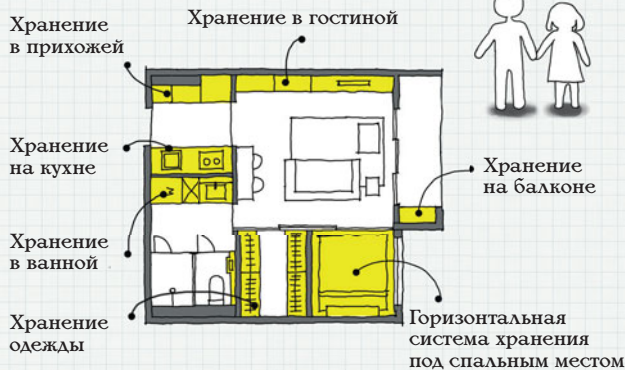 Хранение
в прихожей
Хранение в гостиной
Хранение
на кухне
Хранение
на балконе
Хранение
в ванной
Хранение
одежды
Горизонтальная
система хранения
под спальным местом